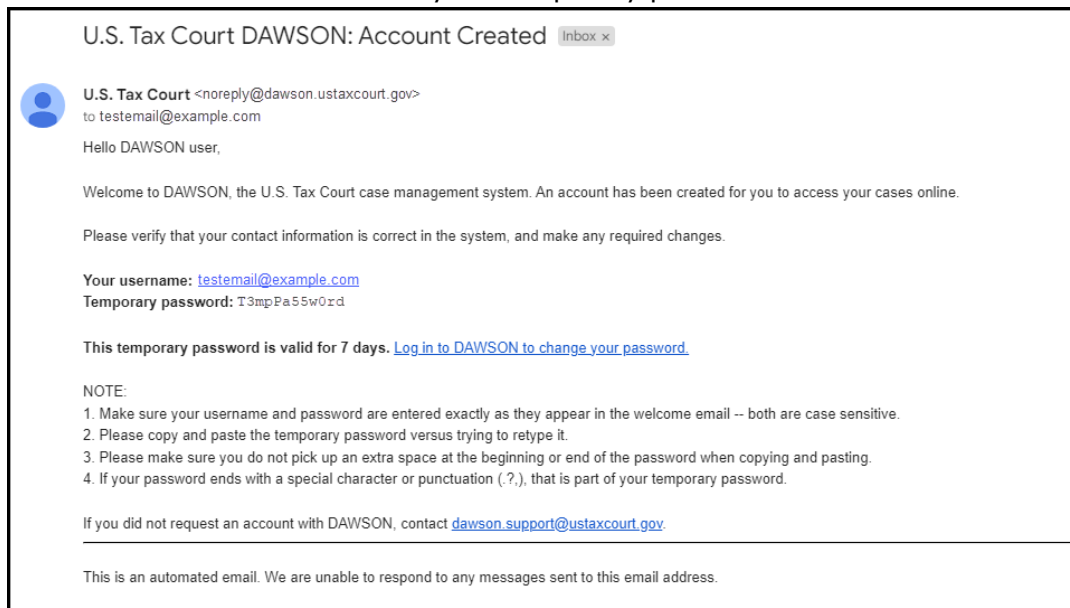 U.S. Tax Court DAWSON: Account Created Inbox ×
U.S. Tax Court <noreply@dawson.ustaxcourt.gov>
to testemail@example.com
Hello DAWSON user,
Welcome to DAWSON, the U.S. Tax Court case management system. An account has been created for you to access your cases online.
Please verify that your contact information is correct in the system, and make any required changes.
Your username: testemail@example.com
Temporary password: T3mpPa55w0rd
This temporary password is valid for 7 days. Log in to DAWSON to change your password.
NOTE:
1. Make sure your username and password are entered exactly as they appear in the welcome email -- both are case sensitive.
2. Please copy and paste the temporary password versus trying to retype it.
3. Please make sure you do not pick up an extra space at the beginning or end of the password when copying and pasting.
4. If your password ends with a special character or punctuation (.?,), that is part of your temporary password.
If you did not request an account with DAWSON, contact dawson.support@ustaxcourt.gov.
This is an automated email. We are unable to respond to any messages sent to this email address.